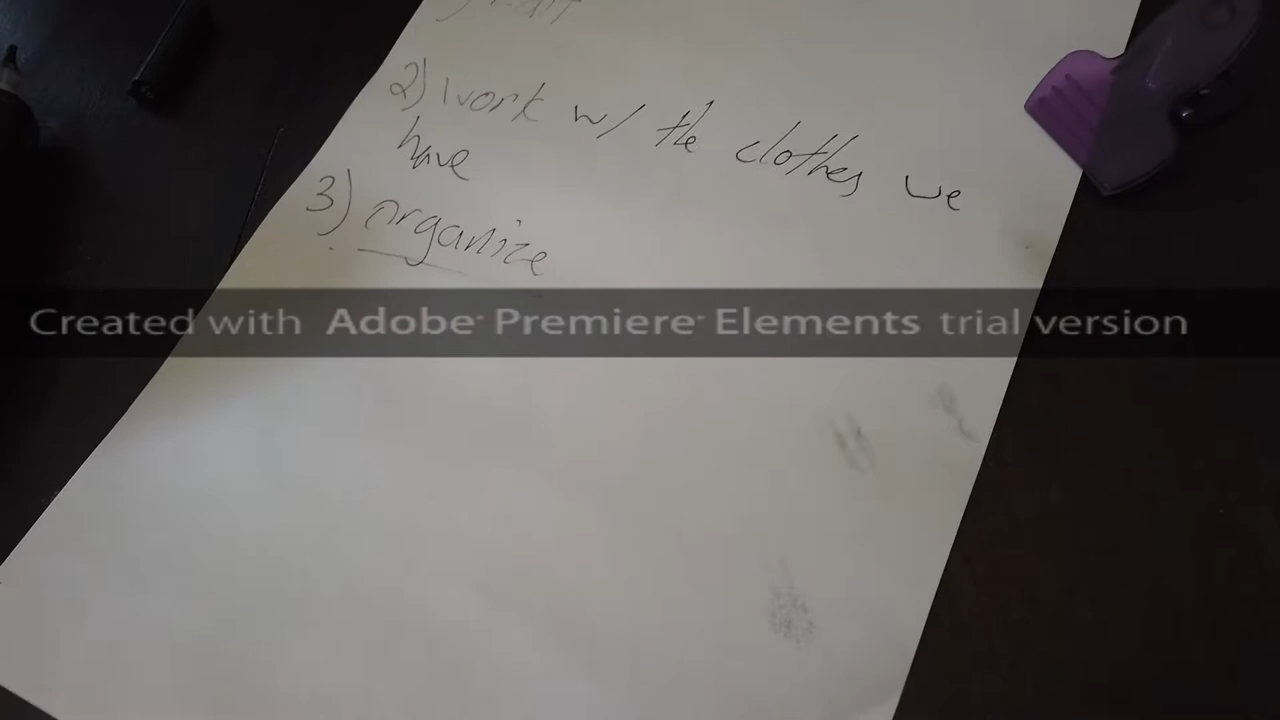 2) work w/ the clothes we
have
3) organize
Created with Adobe Premiere Elements trial version